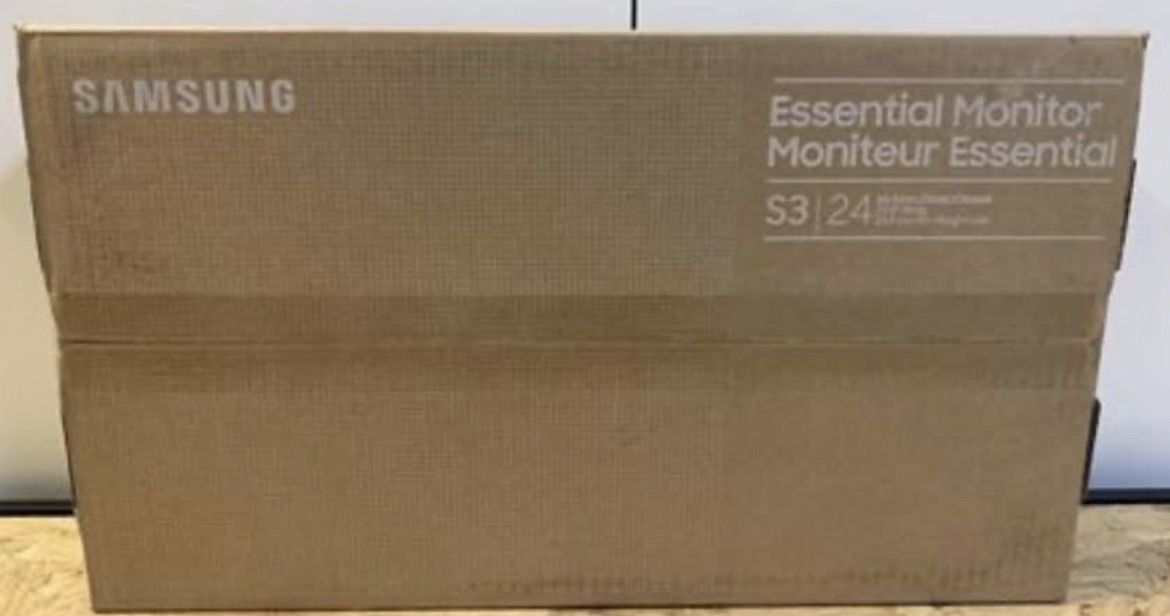 SAMSUNG
Essential Monitor
Moniteur Essential
S3 24